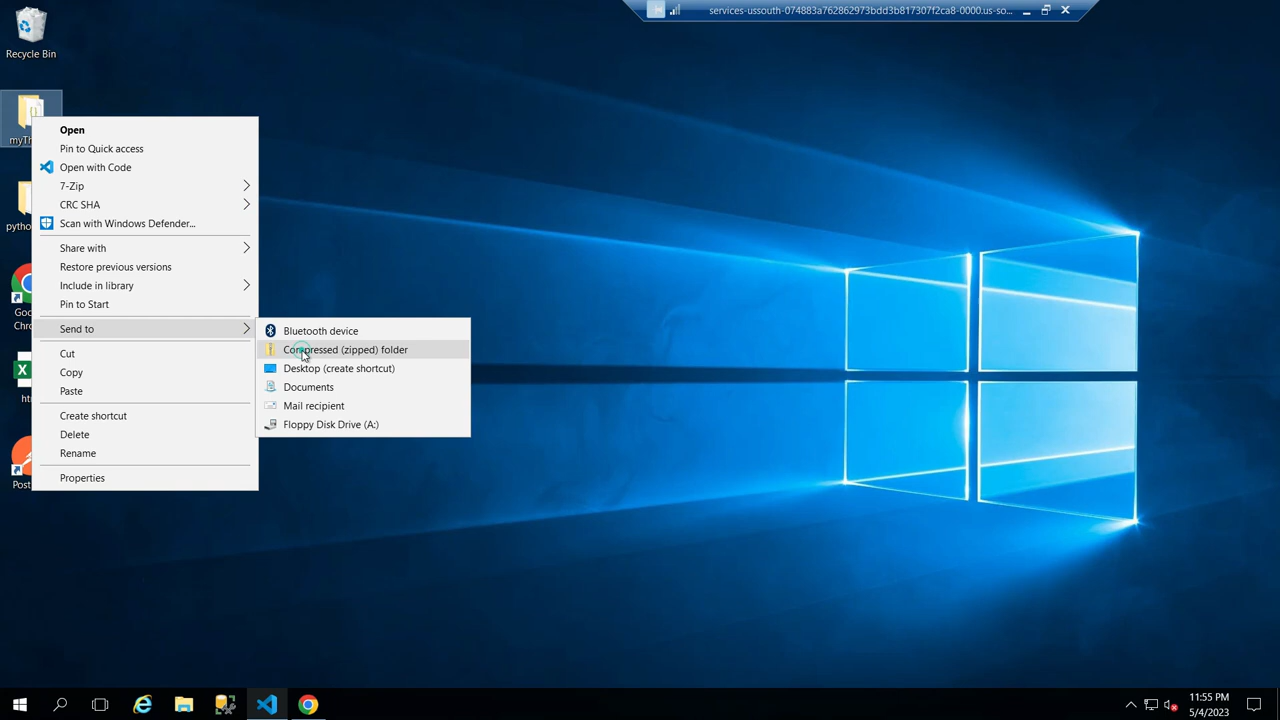 services-ussouth-074883a762862973bdd3b817307f2ca8-0000.us-so...
Recycle Bin
Open
Pin to Quick access
Open with Code
7-Zip
CRC SHA
Scan with Windows Defender...
Share with
Restore previous versions
Include in library
Pin to Start
Send to
Cut
Copy
Paste
Create shortcut
Delete
Rename
Properties
Bluetooth device
Compressed (zipped) folder
Desktop (create shortcut)
Documents
Mail recipient
Floppy Disk Drive (A:)
myTh
pytho
Goo
Chr
ht
Post
11:55 PM
5/4/2023